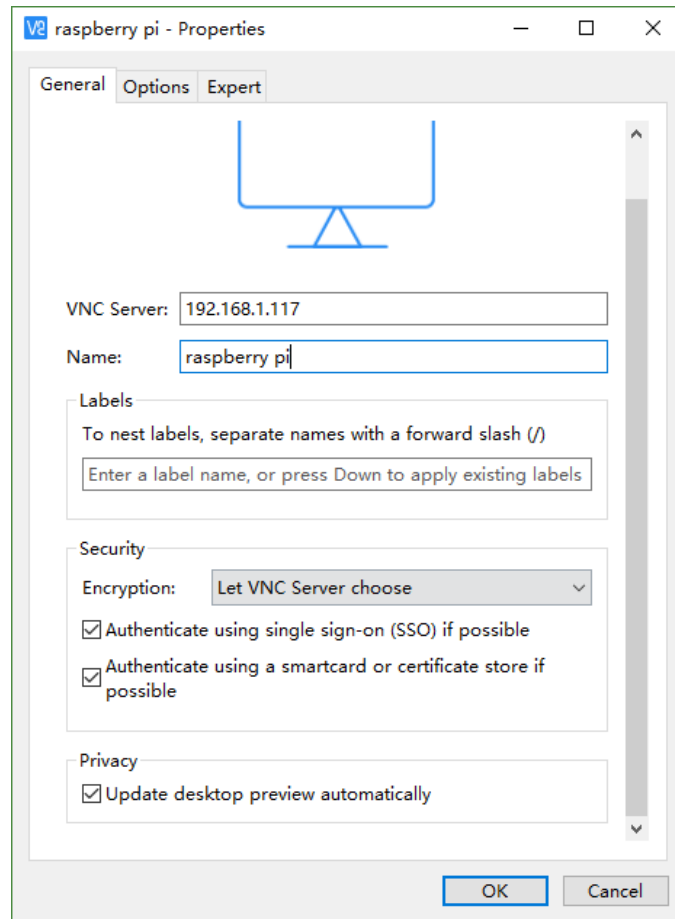 V2 raspberry pi - Properties
General Options Expert
VNC Server: 192.168.1.117
Name: raspberry pi
Labels
To nest labels, separate names with a forward slash (/)
Enter a label name, or press Down to apply existing labels
Security
Encryption: Let VNC Server choose
Authenticate using single sign-on (SSO) if possible
Authenticate using a smartcard or certificate store if
possible
Privacy
Update desktop preview automatically
OK Cancel